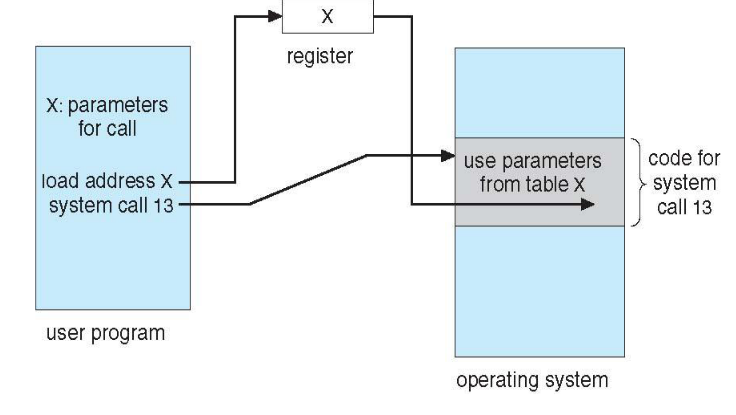 X
register
X: parameters
for call
load address X
system call 13
user program
use parameters
from table X
code for
system
call 13
operating system